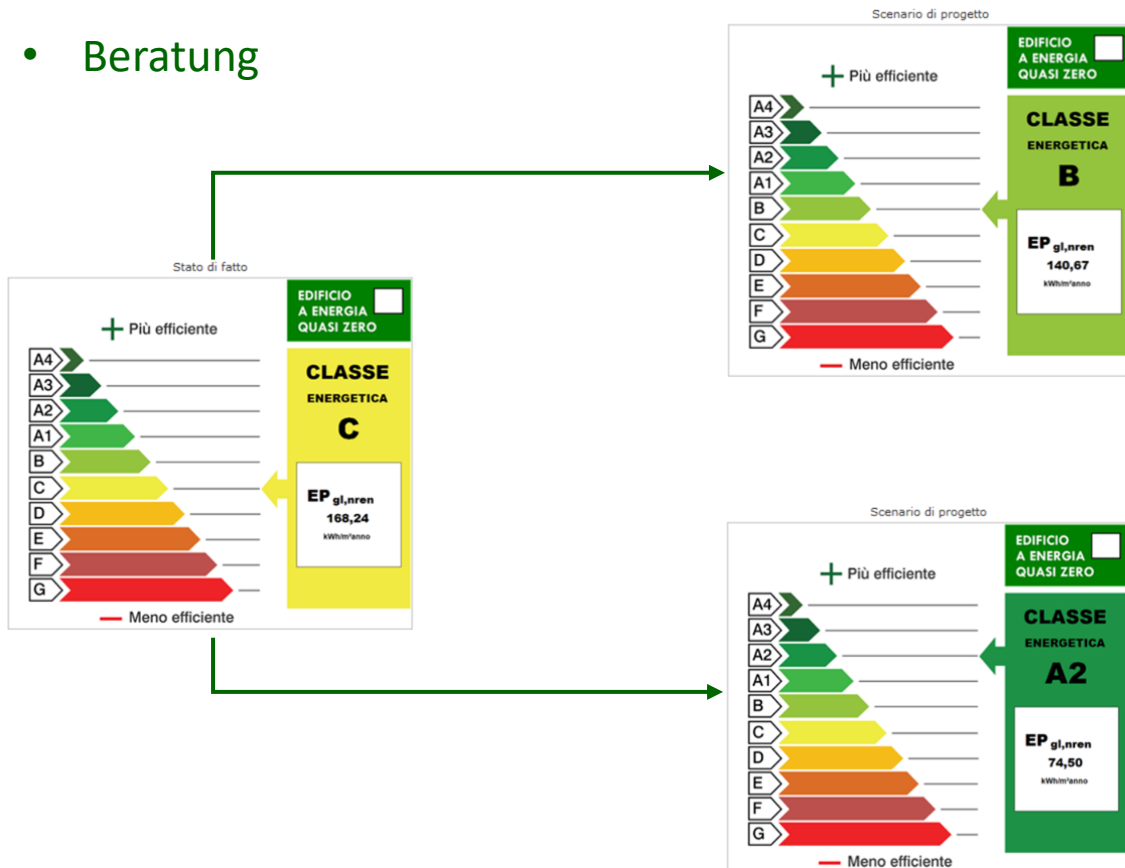 • Beratung
Scenario di progetto
EDIFICIO
A ENERGIA
QUASI ZERO
+ Più efficiente
A4
A3
A2
A1
B
C
D
E
F
G
— Meno efficiente
CLASSE
ENERGETICA
B
EP gl,nren
140,67
kWh/m²anno
Stato di fatto
EDIFICIO
A ENERGIA
QUASI ZERO
+ Più efficiente
A4
A3
A2
A1
B
C
D
E
F
G
— Meno efficiente
CLASSE
ENERGETICA
C
EP gl,nren
168,24
kWh/m²anno
Scenario di progetto
EDIFICIO
A ENERGIA
QUASI ZERO
+ Più efficiente
A4
A3
A2
A1
B
C
D
E
F
G
— Meno efficiente
CLASSE
ENERGETICA
A2
EP gl,nren
74,50
kWh/m²anno